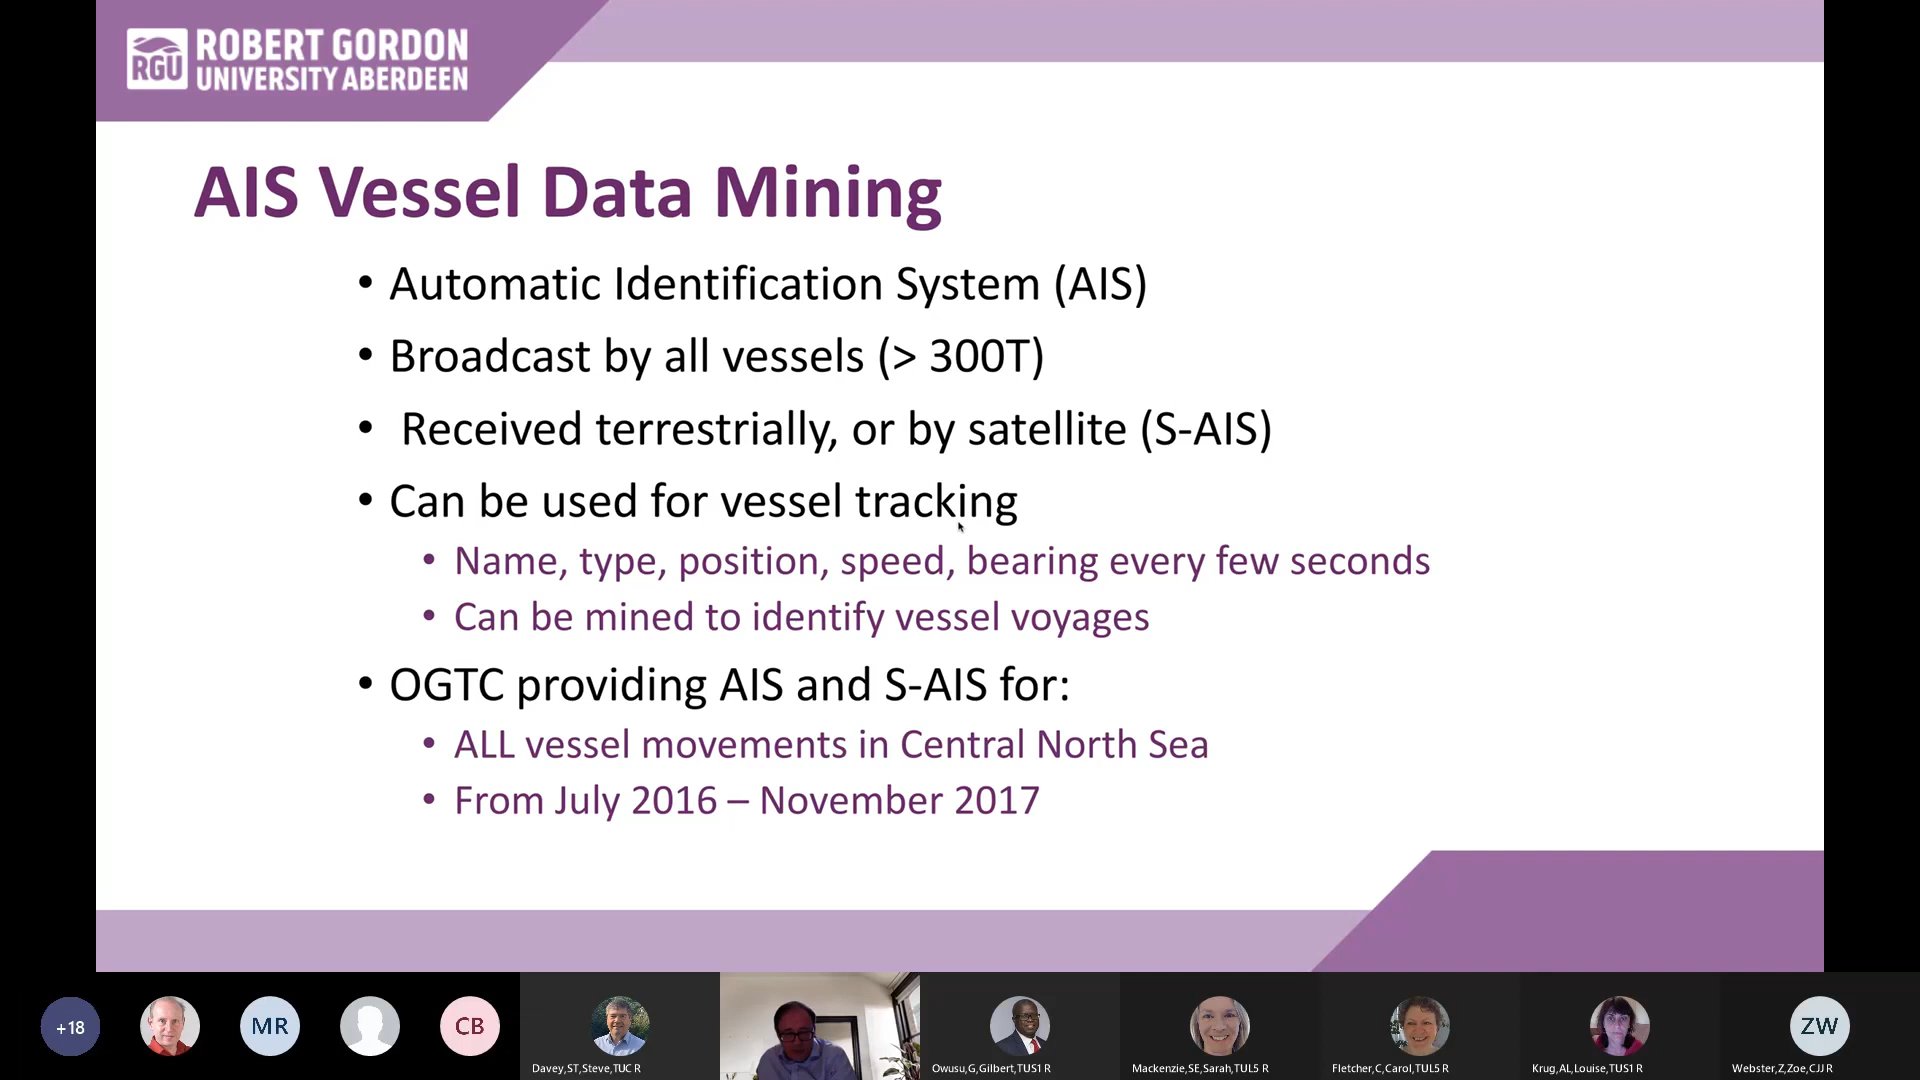 RGU
ROBERT GORDON
UNIVERSITY ABERDEEN
AIS Vessel Data Mining
• Automatic Identification System (AIS)
• Broadcast by all vessels (> 300T)
• Received terrestrially, or by satellite (S-AIS)
• Can be used for vessel tracking
• Name, type, position, speed, bearing every few seconds
• Can be mined to identify vessel voyages
• OGTC providing AIS and S-AIS for:
• ALL vessel movements in Central North Sea
• From July 2016 – November 2017
+18
MR
CB
ZW
Davey,ST,Steve,TUC R
Owusu,G,Gilbert,TUS1 R
Mackenzie,SE,Sarah,TUL5 R
Fletcher,C,Carol,TUL5 R
Krug,AL,Louise,TUS1 R
Webster,Z,Zoe,CJJ R